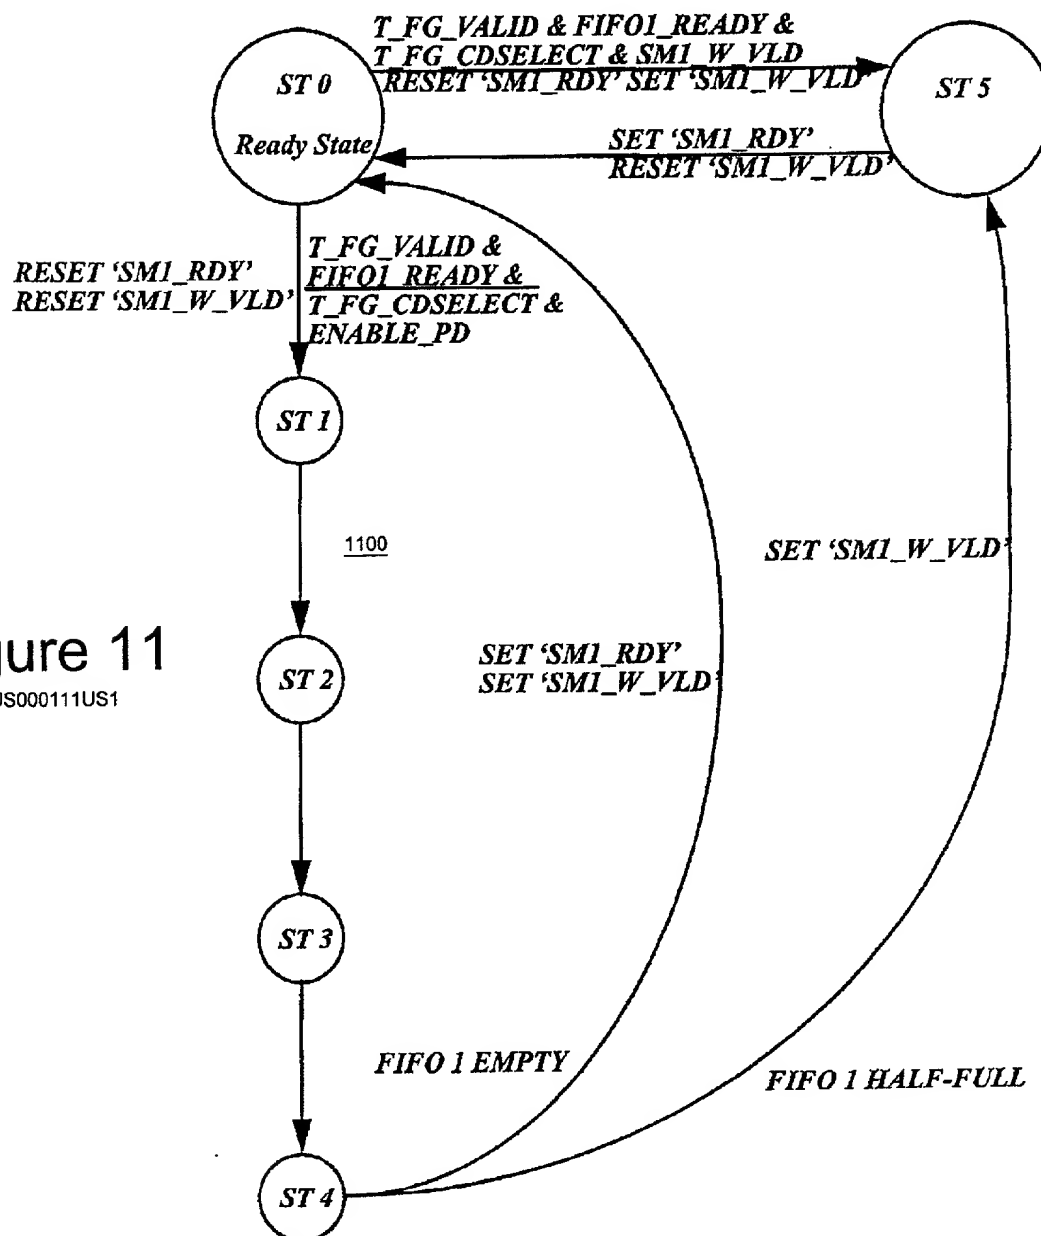 T_FG_VALID & FIFO1_READY &
T_FG_CDSELECT & SM1_W_VLD
RESET ‘SM1_RDY’ SET ‘SM1_W_VLD
ST 0
Ready State
ST 5
SET ‘SM1_RDY’
RESET ‘SM1_W_VLD’
RESET ‘SM1_RDY’
RESET ‘SM1_W_VLD’
T_FG_VALID &
FIFO1_READY &
T_FG_CDSELECT &
ENABLE_PD
ST 1
1100
SET ‘SM1_W_VLD’
gure 11
US000111US1
ST 2
SET ‘SM1_RDY’
SET ‘SM1_W_VLD’
ST 3
FIFO 1 EMPTY
FIFO 1 HALF-FULL
ST 4